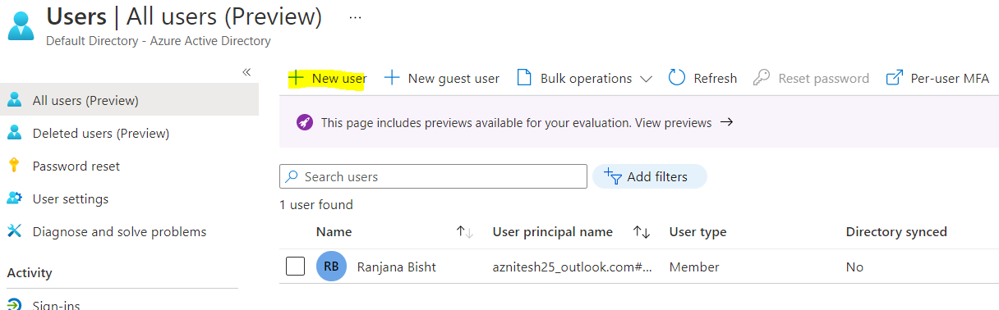 Users | All users (Preview) ...
Default Directory - Azure Active Directory
«
All users (Preview)
Deleted users (Preview)
Password reset
User settings
Diagnose and solve problems
Activity
Sign-ins
New user New guest user Bulk operations Refresh Reset password Per-user MFA
This page includes previews available for your evaluation. View previews →
Search users Add filters
1 user found
Name ↑↓ User principal name ↑↓ User type Directory synced
RB Ranjana Bisht aznitesh25_outlook.com#... Member No